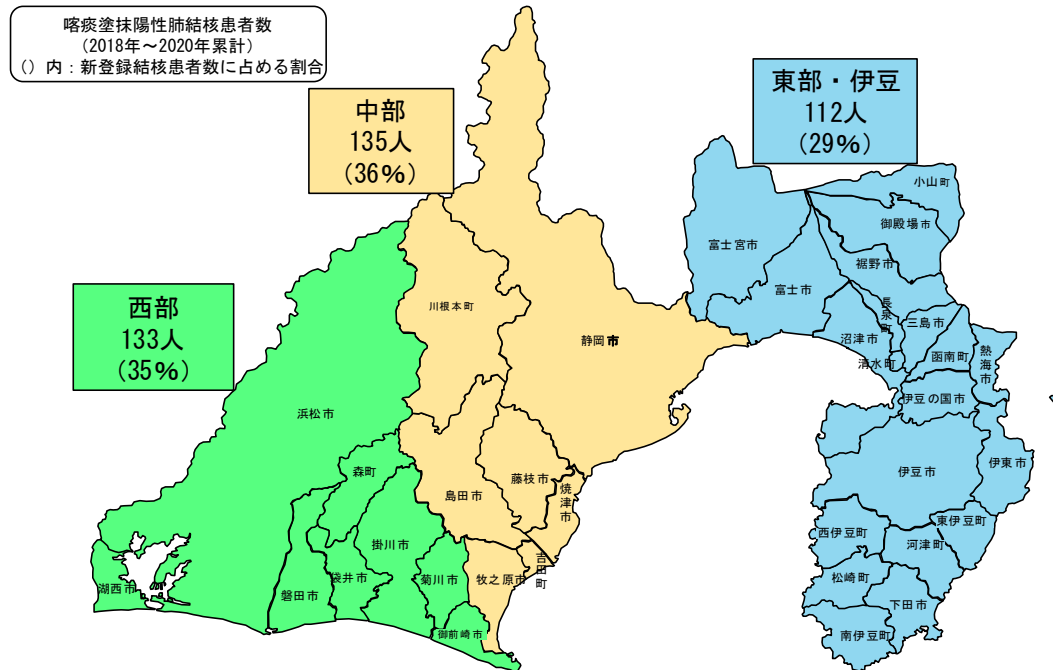 喀痰塗抹陽性肺結核患者数
(2018年～2020年累計)
()内：新登録結核患者数に占める割合
中部
135人
(36%)
東部・伊豆
112人
(29%)
西部
133人
(35%)
小山町
御殿場市
富士宮市
裾野市
富士市
長泉町
三島市
沼津市
函南町
熱海市
清水町
伊豆の国市
伊豆市
伊東市
東伊豆町
西伊豆町
河津町
松崎町
下田市
南伊豆町
川根本町
静岡市
藤枝市
焼津市
島田市
吉田町
牧之原市
浜松市
森町
掛川市
菊川市
袋井市
磐田市
湖西市
御前崎市